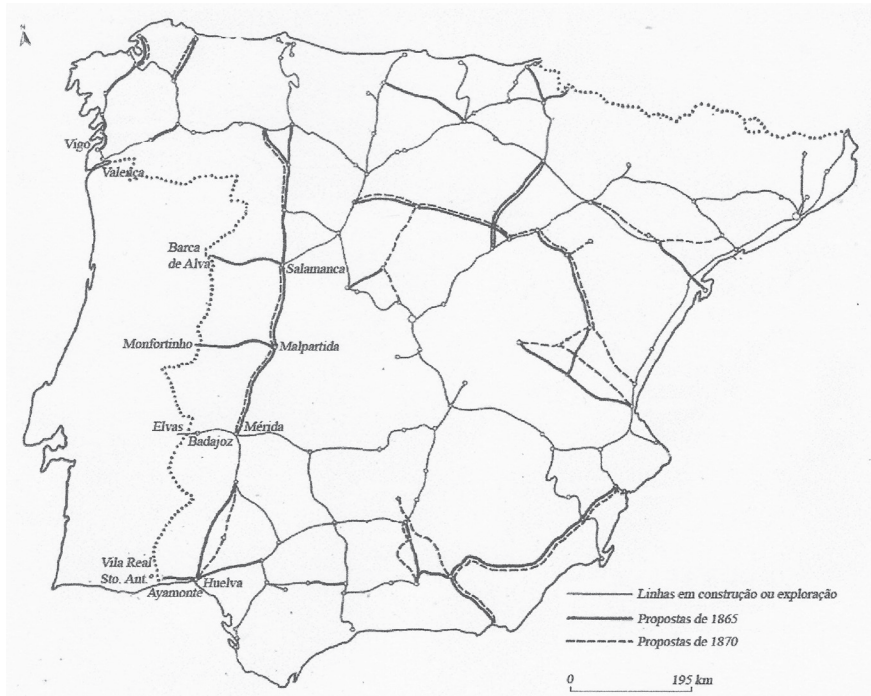 N
Vigo
Valença
Barca
de Alva
Salamanca
Monfortinho
Malpartida
Elvas
Badajoz
Mérida
Vila Real
Sto. Antº
Ayamonte
Huelva
Linhas em construção ou exploração
Propostas de 1865
Propostas de 1870
0 195 km